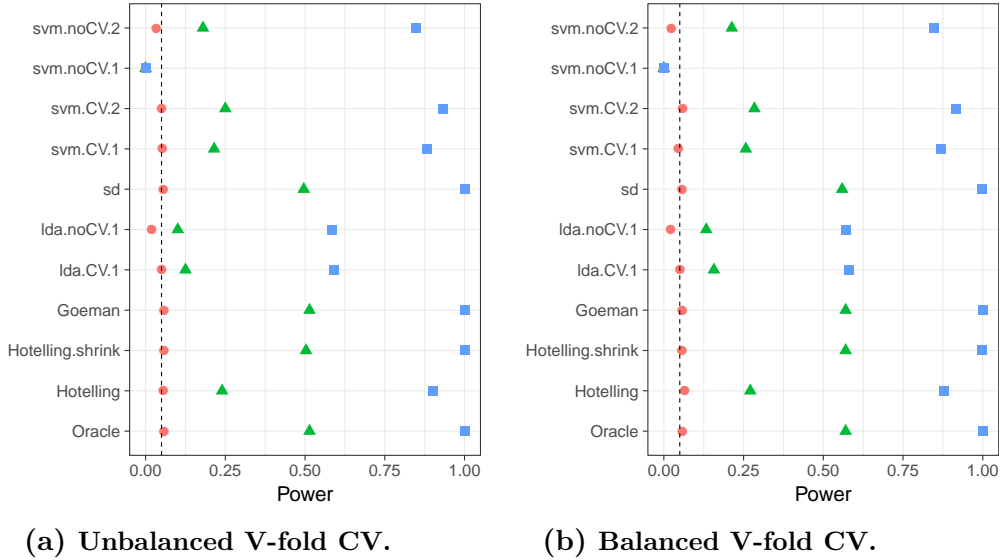 svm.noCV.2
svm.noCV.1
svm.CV.2
svm.CV.1
sd
lda.noCV.1
lda.CV.1
Goeman
Hotelling.shrink
Hotelling
Oracle
0.00 0.25 0.50 0.75 1.00
Power
(a) Unbalanced V-fold CV.
svm.noCV.2
svm.noCV.1
svm.CV.2
svm.CV.1
sd
lda.noCV.1
lda.CV.1
Goeman
Hotelling.shrink
Hotelling
Oracle
0.00 0.25 0.50 0.75 1.00
Power
(b) Balanced V-fold CV.